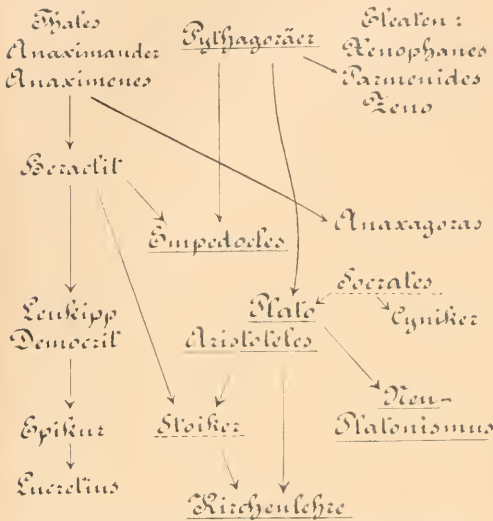 Thales
Anaximander
Anaximenes
Pythagoräer
Eleaten:
Xenophanes
Parmenides
Zeno
Heraclit
Anaxagoras
Empedocles
Socrates
Cyniker
Leukipp
Democrit
Plato
Aristoteles
Neu-
Platonismus
Epikur
Stoiker
Lucretius
Kirchenlehre